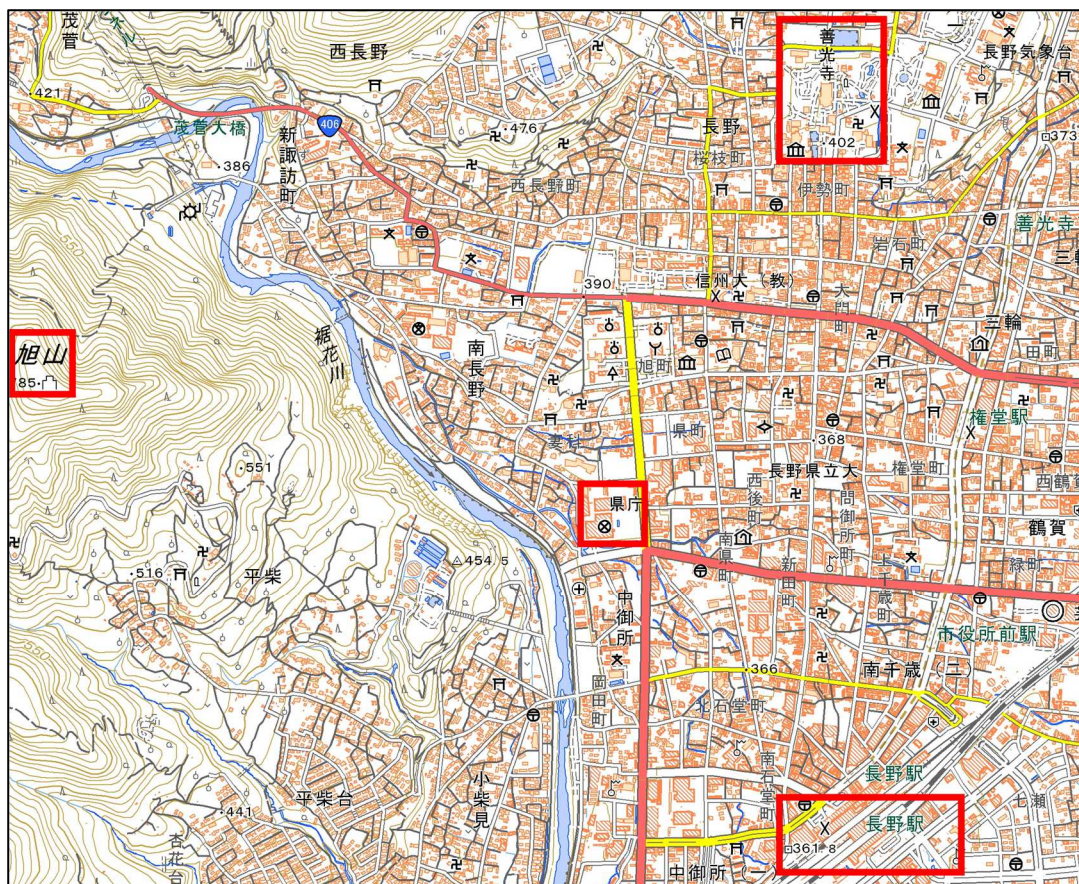 茂菅
西長野
善光寺
長野気象台
421
茂菅大橋
406
476
長野
402
373
386
新諏訪町
桜枝町
西長野町
伊勢町
善光寺
岩石町
550
390
信州大(教)
大門町
三輪
旭山
裾花川
南長野
旭町
田町
785
権堂駅
妻科
県町
368
551
長野県立大
権堂町
西鶴賀
県庁
西後町
問御所町
鶴賀
516
平柴
454.5
南県町
新田町
上千歳町
緑町
中御所
市役所前駅
366
南千歳(二)
岡田町
北石堂町
南石堂町
長野駅
平柴台
小柴見
441
長野駅
七瀬
杏花台
361.8
中御所(一)